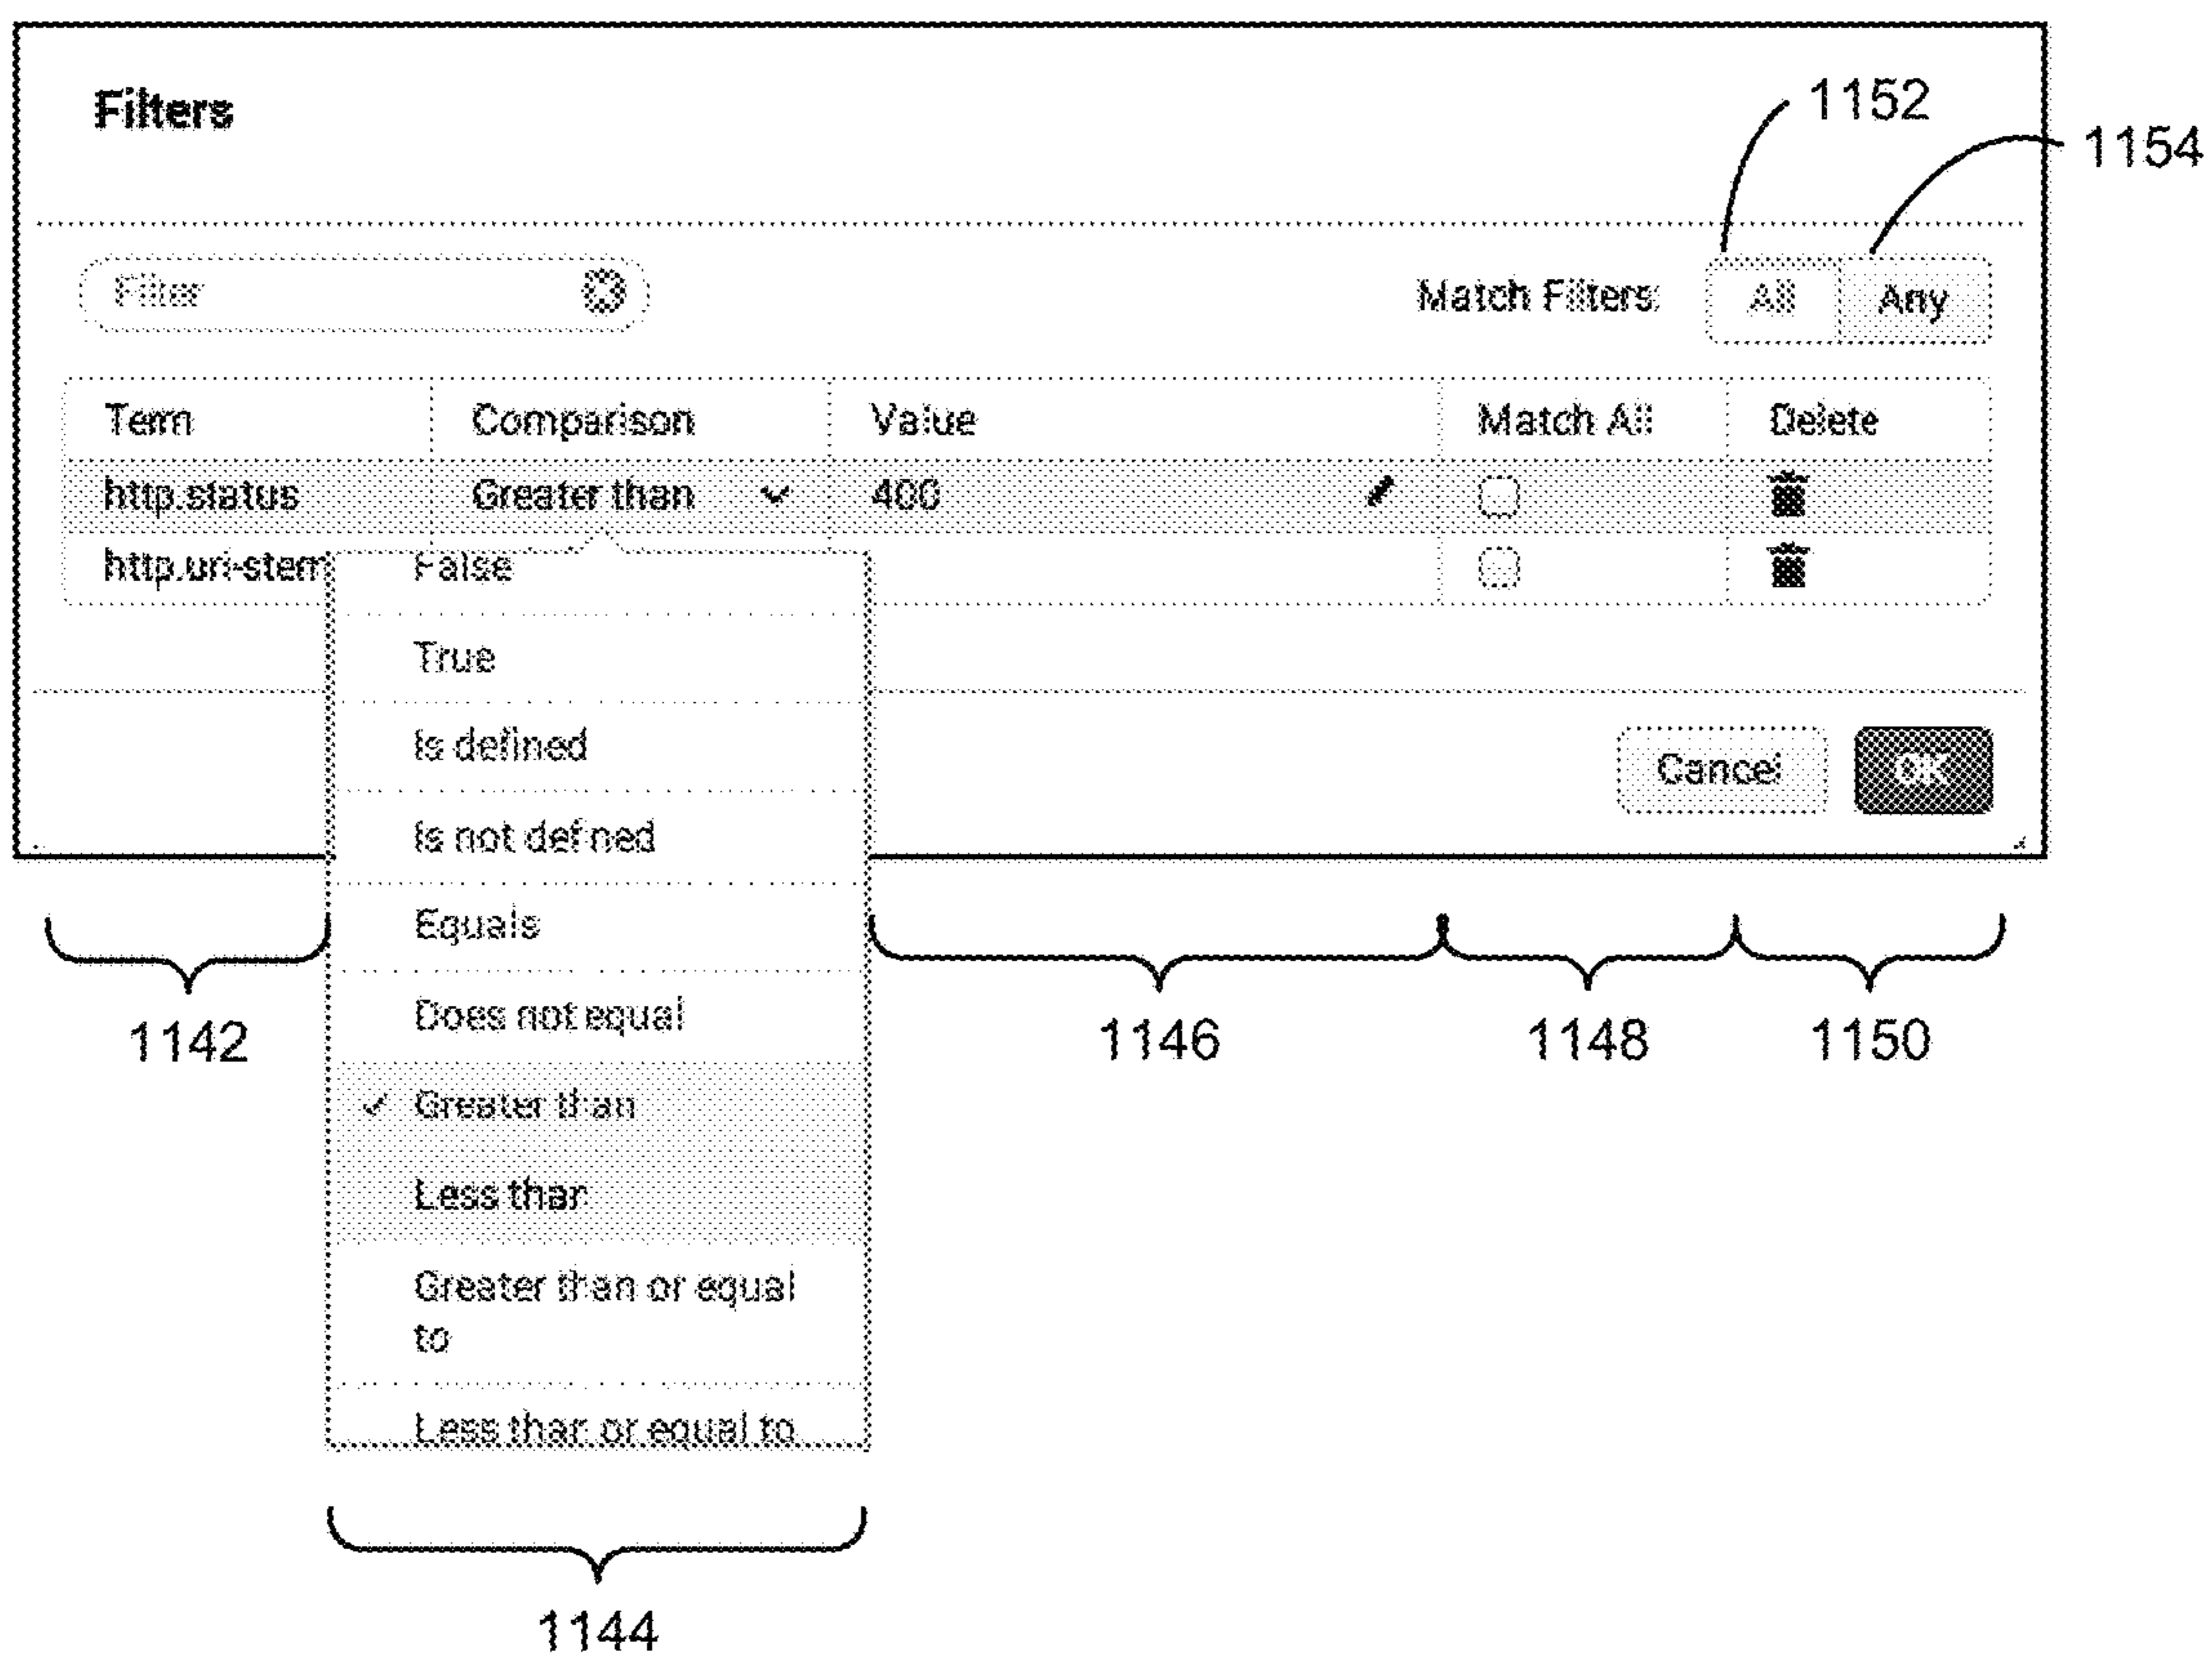 Filters
1152
1154
Filter
Match Filters: All Any
Term Comparison Value Match All Delete
http.status Greater than 400
http.uri-stem
False
True
Is defined
Is not defined
Cancel OK
Equals
Does not equal
1142
1146
1148
1150
Greater than
Less than
Greater than or equal
to
Less than or equal to
1144